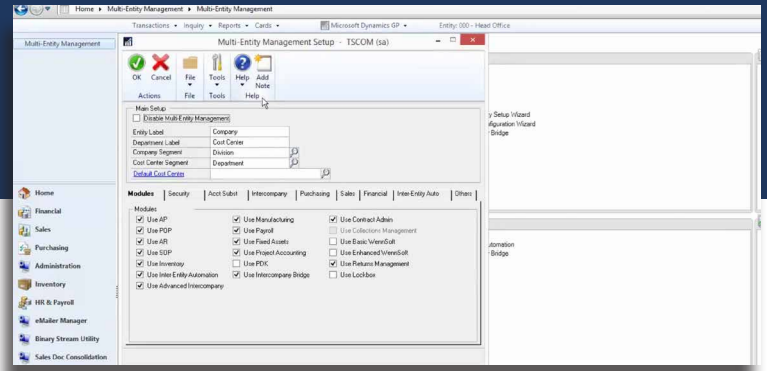 Home ▸ Multi-Entity Management ▸ Multi-Entity Management
Transactions Inquiry Reports Cards Microsoft Dynamics GP Entity: 000 - Head Office
Multi-Entity Management
Multi-Entity Management Setup - TSCOM (sa)
OK Cancel File Tools Help Add Note
Actions File Tools Help
Main Setup
Disable Multi-Entity Management
Entity Label Company
Department Label Cost Center
Company Segment Division
Cost Center Segment Department
Default Cost Center
Modules Security Acct Subst Intercompany Purchasing Sales Financial Inter-Entity Auto Others
Modules
Use AP Use Manufacturing Use Contract Admin
Use POP Use Payroll Use Collections Management
Use AR Use Fixed Assets Use Basic WennSoft
Use SOP Use Project Accounting Use Enhanced WennSoft
Use Inventory Use PDK Use Returns Management
Use Inter Entity Automation Use Intercompany Bridge Use Lockbox
Use Advanced Intercompany
y Setup Wizard
figuration Wizard
Bridge
utomation
Bridge
Home
Financial
Sales
Purchasing
Administration
Inventory
HR & Payroll
eMailer Manager
Binary Stream Utility
Sales Doc Consolidation